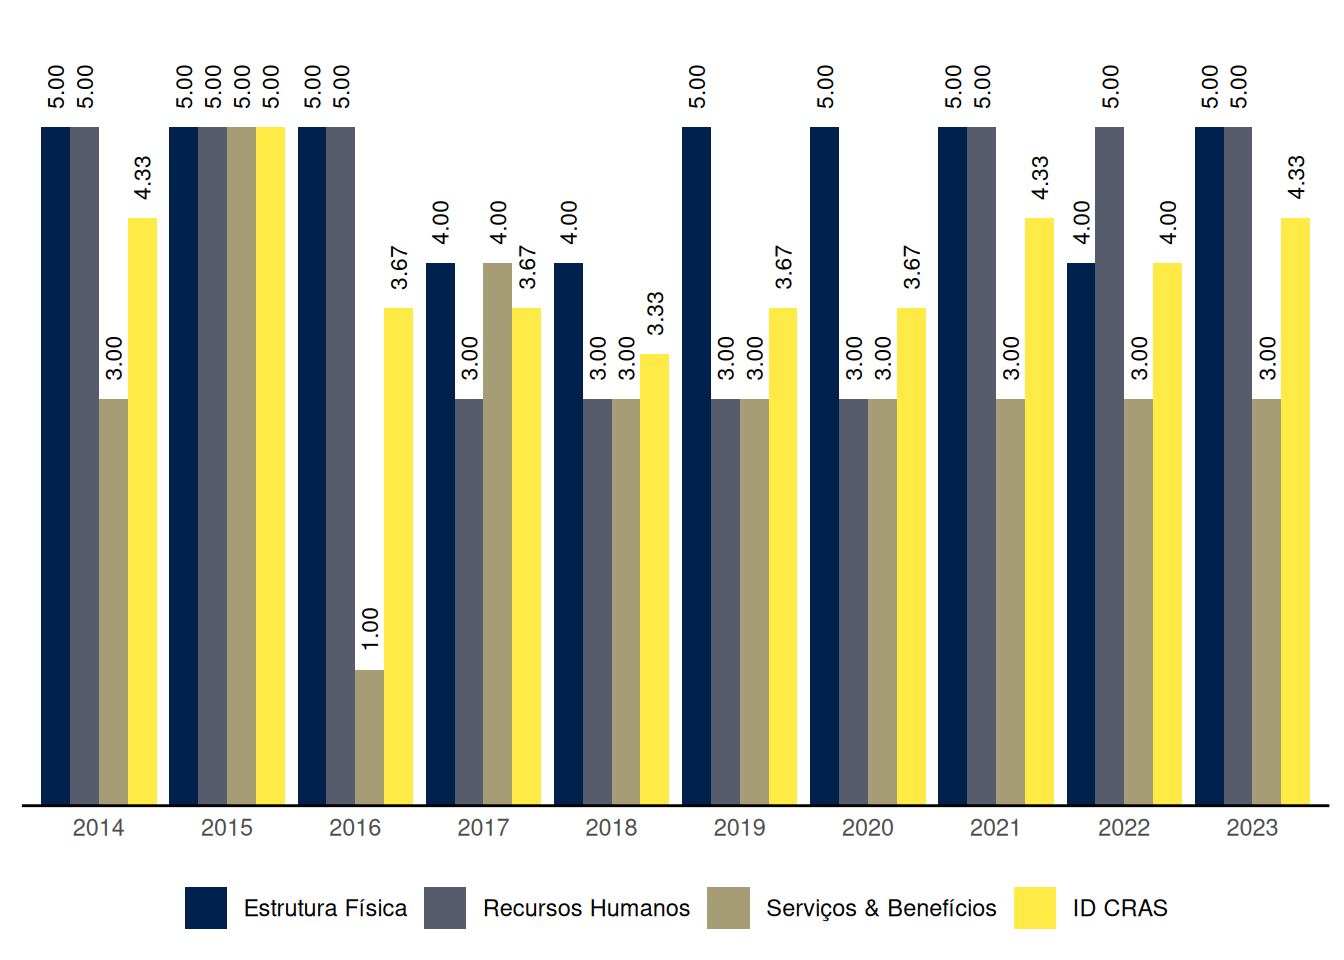 5.00 5.00 3.00 4.33 5.00 5.00 5.00 5.00 5.00 5.00 1.00 3.67 4.00 3.00 4.00 3.67 4.00 3.00 3.00 3.33 5.00 3.00 3.00 3.67 5.00 3.00 3.00 3.67 5.00 5.00 3.00 4.33 4.00 5.00 3.00 4.00 5.00 5.00 3.00 4.33
2014 2015 2016 2017 2018 2019 2020 2021 2022 2023
Estrutura Física Recursos Humanos Serviços & Benefícios ID CRAS